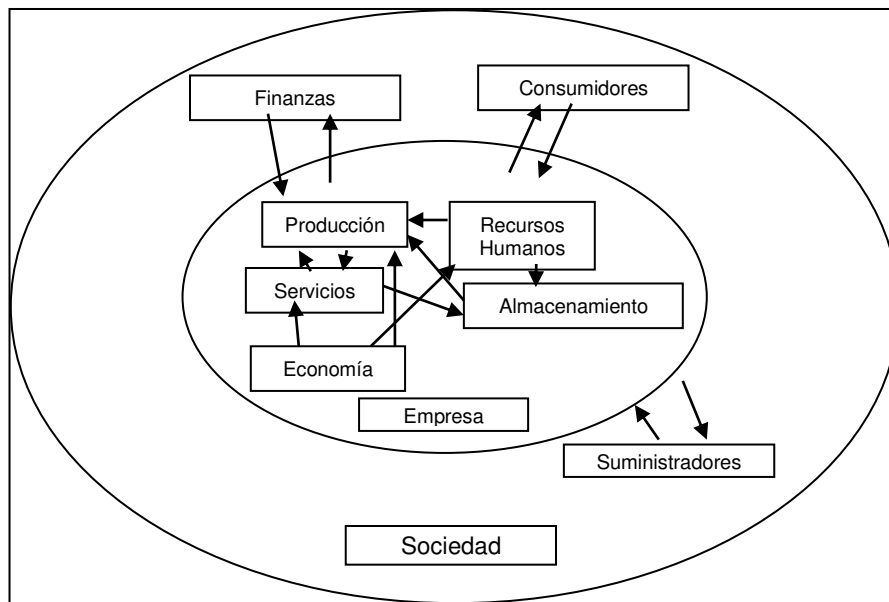 Finanzas
Consumidores
Producción
Recursos
Humanos
Servicios
Almacenamiento
Economía
Empresa
Suministradores
Sociedad